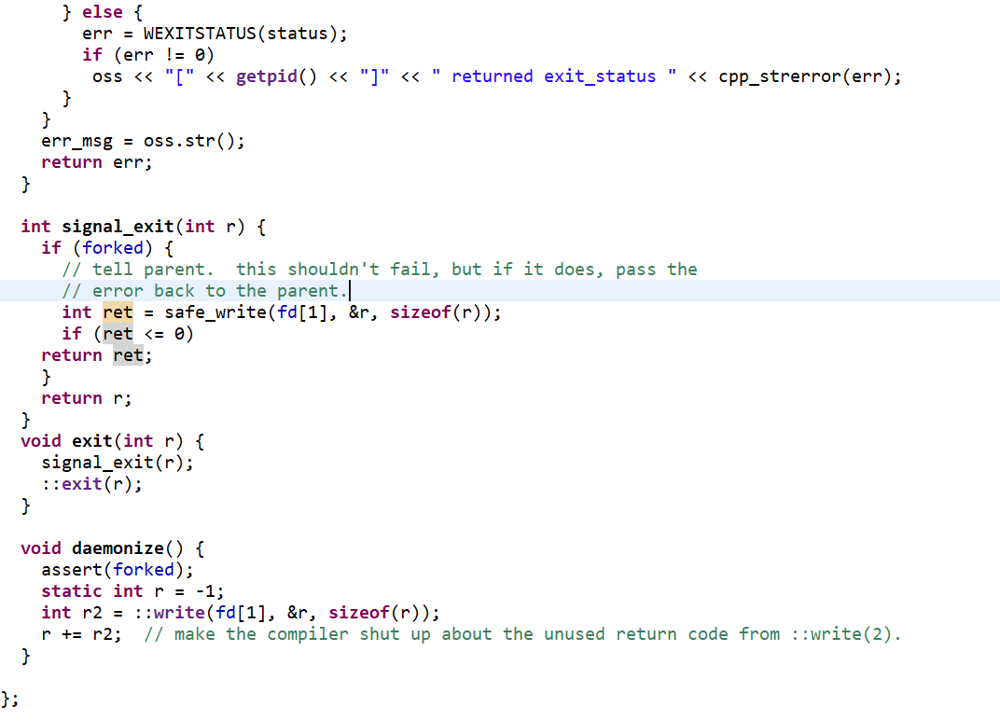 } else {
        err = WEXITSTATUS(status);
        if (err != 0)
         oss << "[" << getpid() << "]" << " returned exit_status " << cpp_strerror(err);
      }
    }
    err_msg = oss.str();
    return err;
  }

  int signal_exit(int r) {
    if (forked) {
      // tell parent.  this shouldn't fail, but if it does, pass the
      // error back to the parent.
      int ret = safe_write(fd[1], &r, sizeof(r));
      if (ret <= 0)
    return ret;
    }
    return r;
  }
  void exit(int r) {
    signal_exit(r);
    ::exit(r);
  }

  void daemonize() {
    assert(forked);
    static int r = -1;
    int r2 = ::write(fd[1], &r, sizeof(r));
    r += r2;  // make the compiler shut up about the unused return code from ::write(2).
  }

};